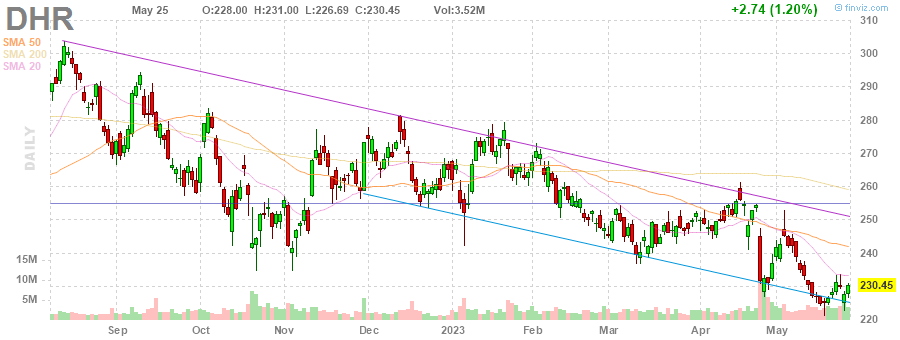 DHR May 25 O:228.00 H:231.00 L:226.69 C:230.45 Vol:3.52M +2.74 (1.20%) © finviz.com
SMA 50
SMA 200
SMA 20
DAILY
310
300
290
280
270
260
250
240
230.45
220
15M
10M
5M
Sep Oct Nov Dec 2023 Feb Mar Apr May